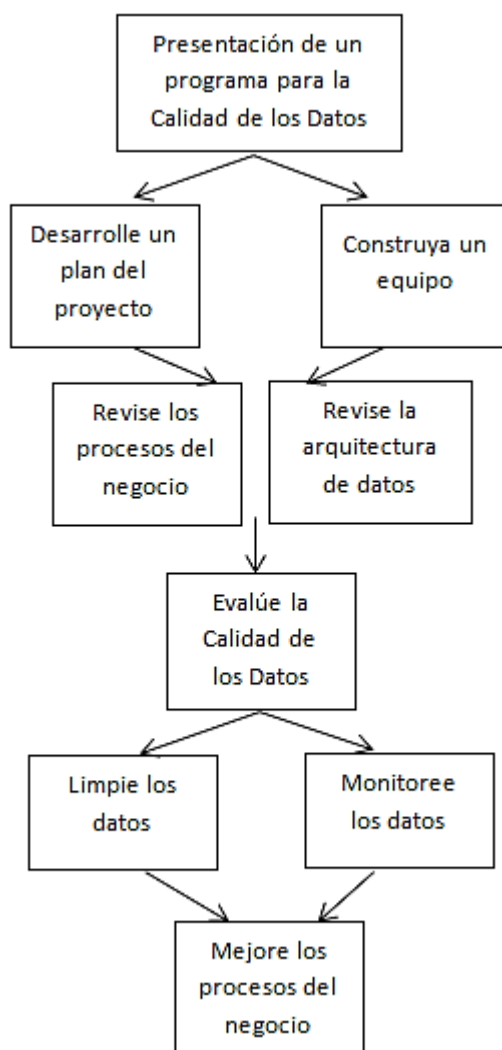 Presentación de un
programa para la
Calidad de los Datos
Desarrolle un
plan del
proyecto
Construya un
equipo
Revise los
procesos del
negocio
Revise la
arquitectura
de datos
Evalúe la
Calidad de
los Datos
Limpie los
datos
Monitoree
los datos
Mejore los
procesos del
negocio